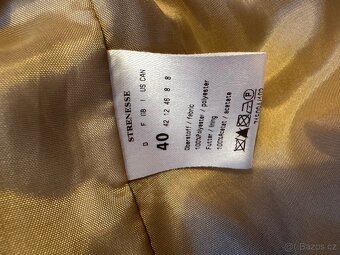 STRENESSE
D F GB I US CAN
40 42 12 46 8 8
Oberstoff / fabric
100%Polyester / polyester
Futter / lining
100%Acetat / acetate
P
Bazos.cz